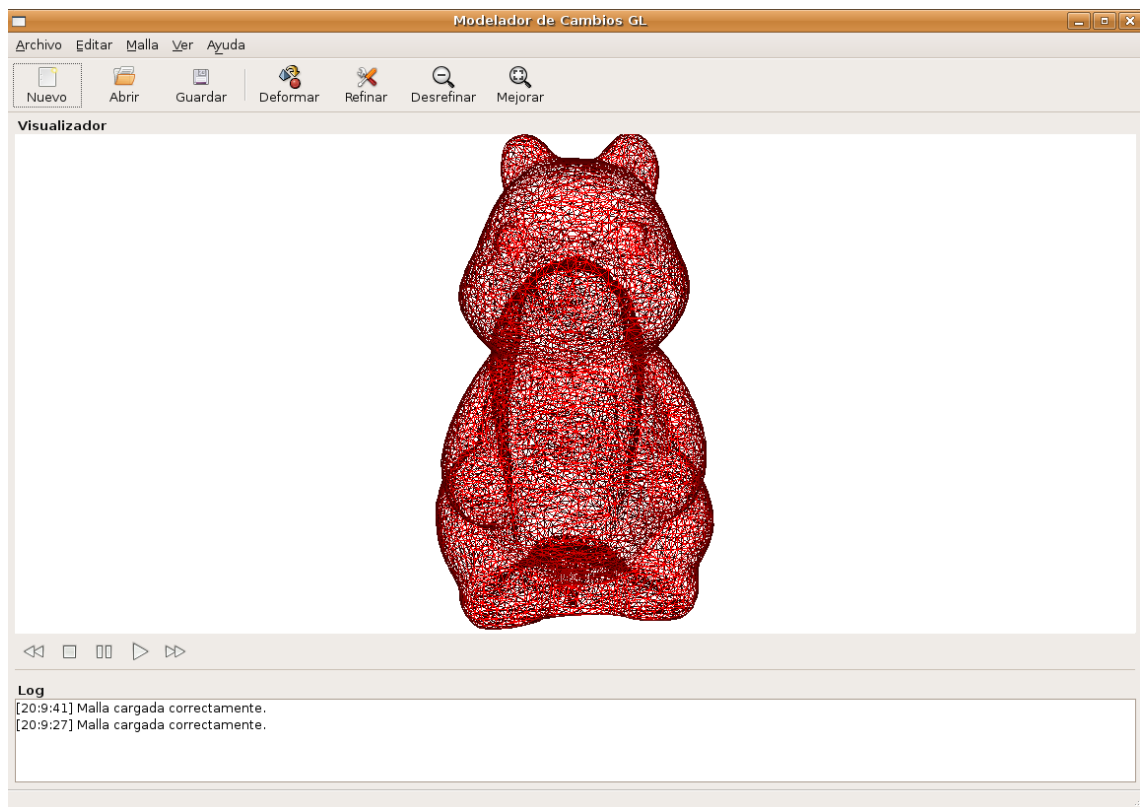 Modelador de Cambios GL
Archivo Editar Malla Ver Ayuda
Nuevo Abrir Guardar Deformar Refinar Desrefinar Mejorar
Visualizador
Log
[20:9:41] Malla cargada correctamente.
[20:9:27] Malla cargada correctamente.